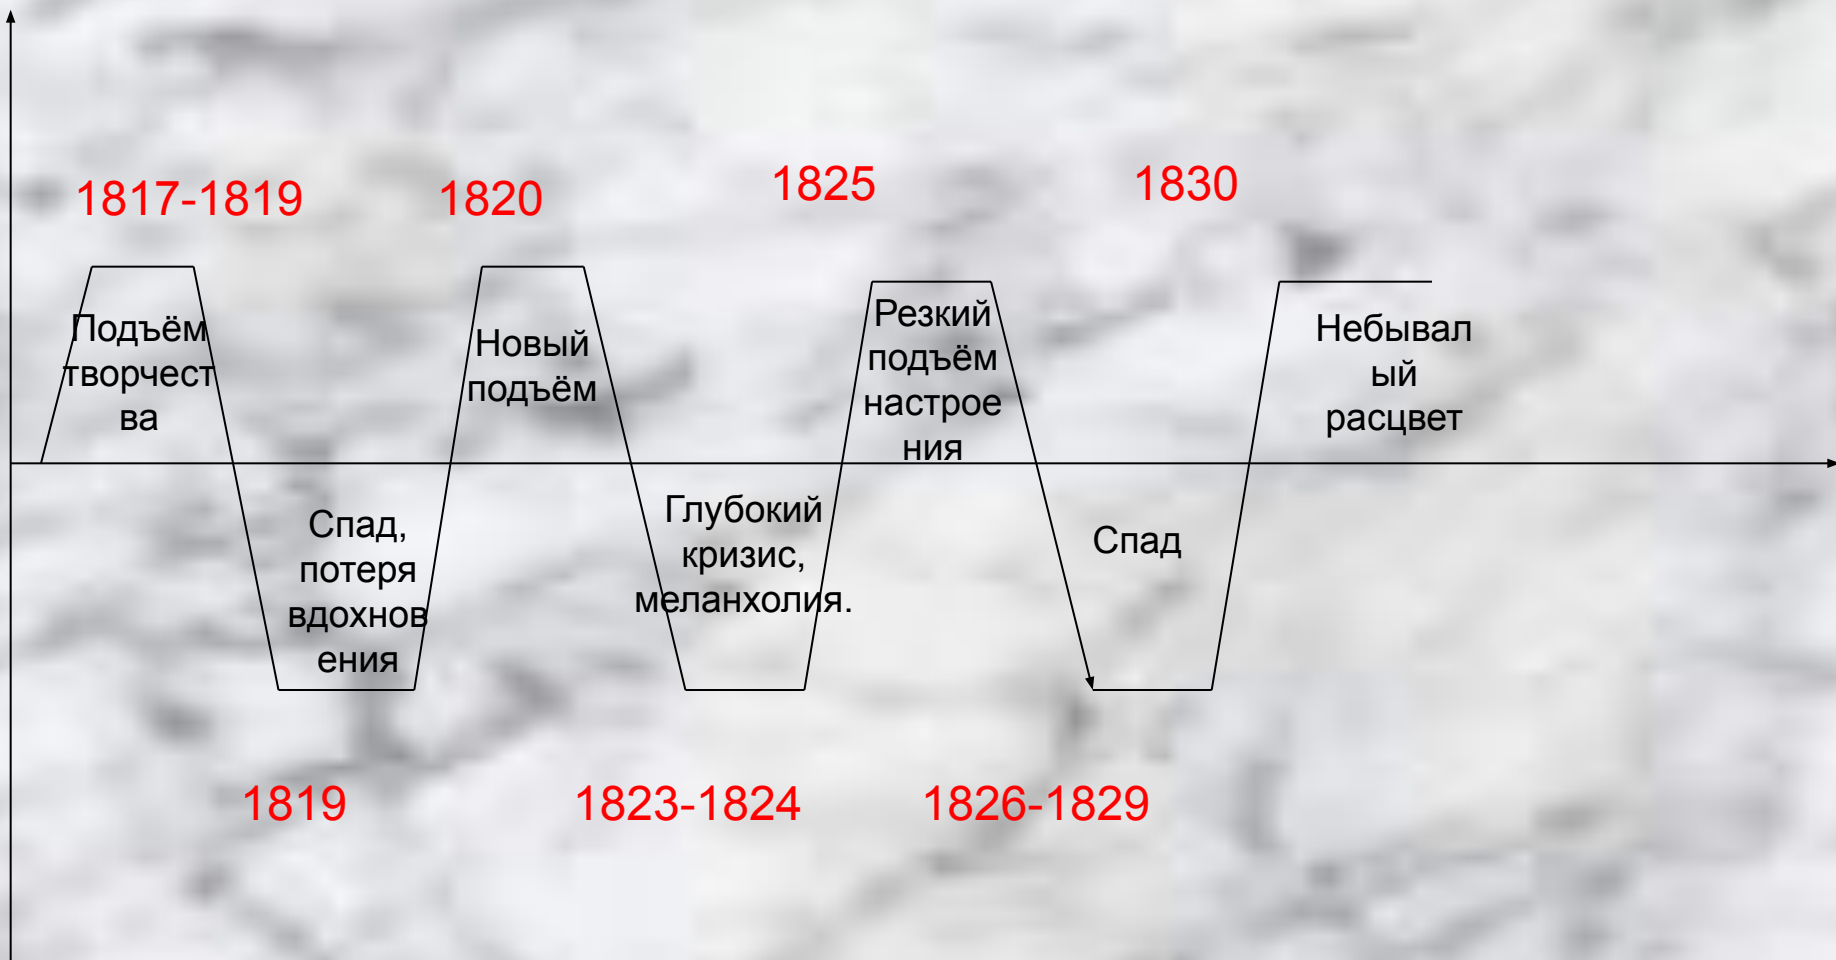 1817-1819
1820
1825
1830
Подъём
творчест
ва
Новый
подъём
Резкий
подъём
настрое
ния
Небывал
ый
расцвет
Спад,
потеря
вдохнов
ения
Глубокий
кризис,
меланхолия.
Спад
1819
1823-1824
1826-1829